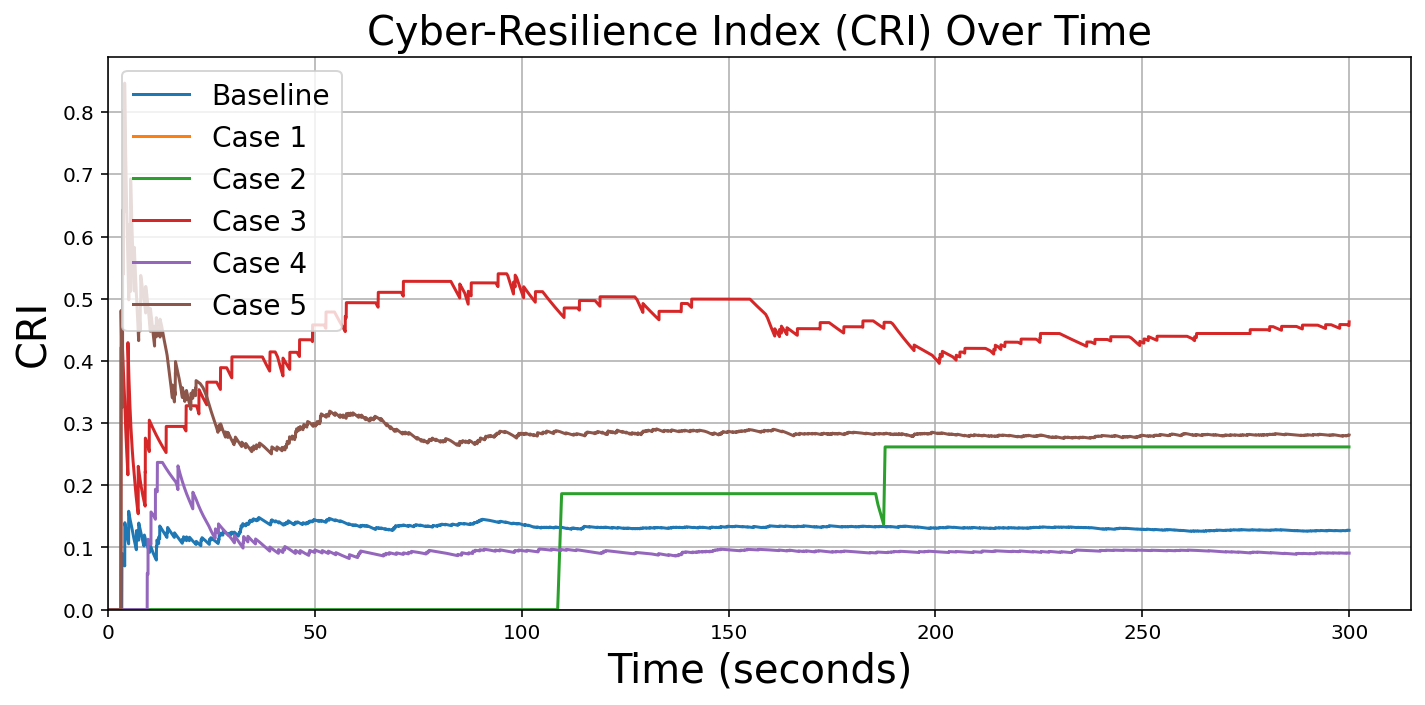 Cyber-Resilience Index (CRI) Over Time
CRI
0.8
0.7
0.6
0.5
0.4
0.3
0.2
0.1
0.0
Baseline
Case 1
Case 2
Case 3
Case 4
Case 5
0 50 100 150 200 250 300
Time (seconds)